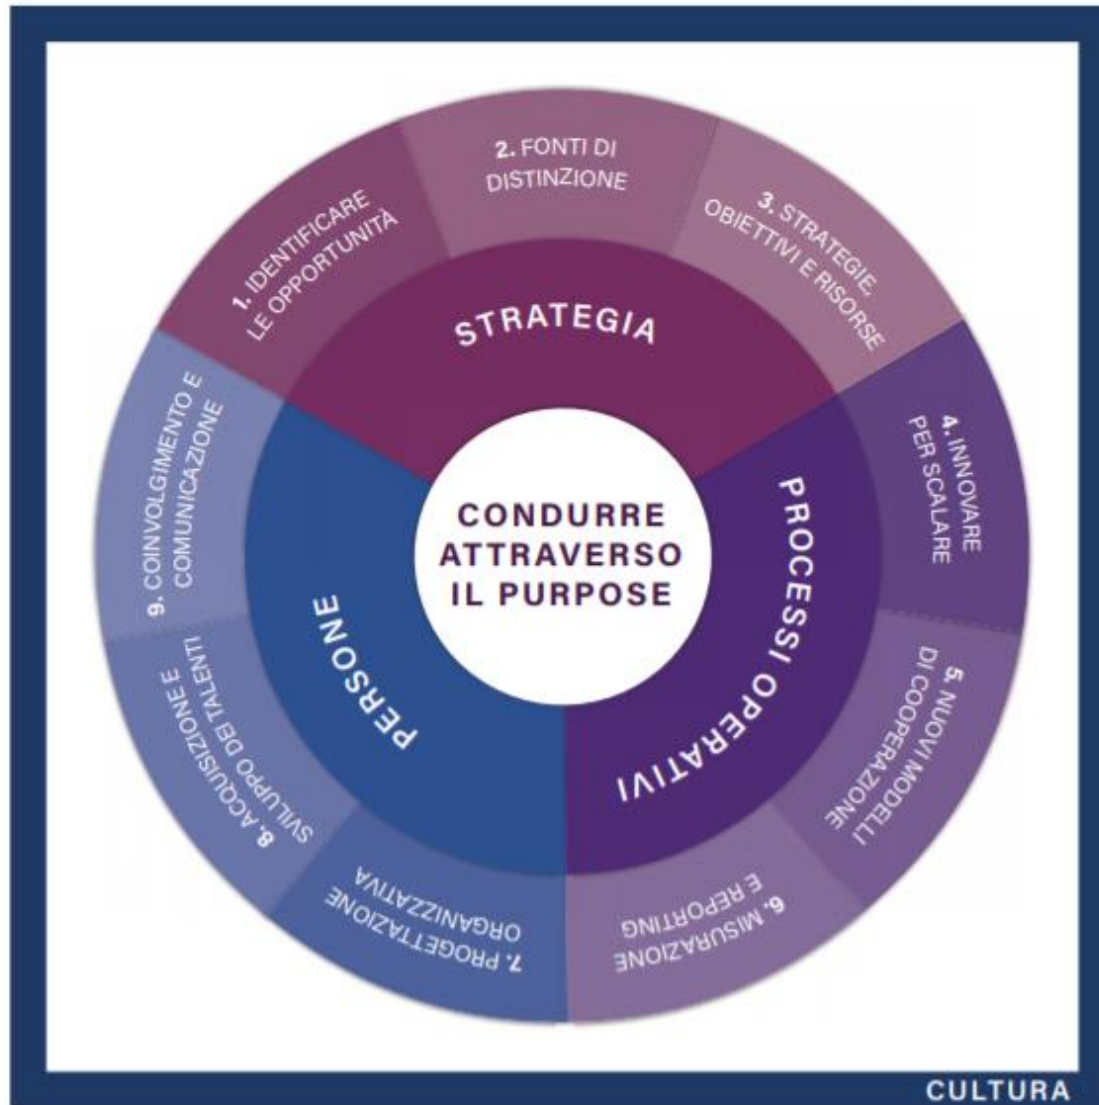 1. IDENTIFICARE
LE OPPORTUNITÀ
2. FONTI DI
DISTINZIONE
3. STRATEGIE,
OBIETTIVI E RISORSE
4. INNOVARE
PER SCALARE
5. NUOVI MODELLI
DI COOPERAZIONE
6. MISURAZIONE
E REPORTING
7. PROGETTAZIONE
ORGANIZZATIVA
8. ACQUISIZIONE E
SVILUPPO DEI TALENTI
9. COINVOLGIMENTO E
COMUNICAZIONE
STRATEGIA
PROCESSI OPERATIVI
PERSONE
CONDURRE
ATTRAVERSO
IL PURPOSE
CULTURA